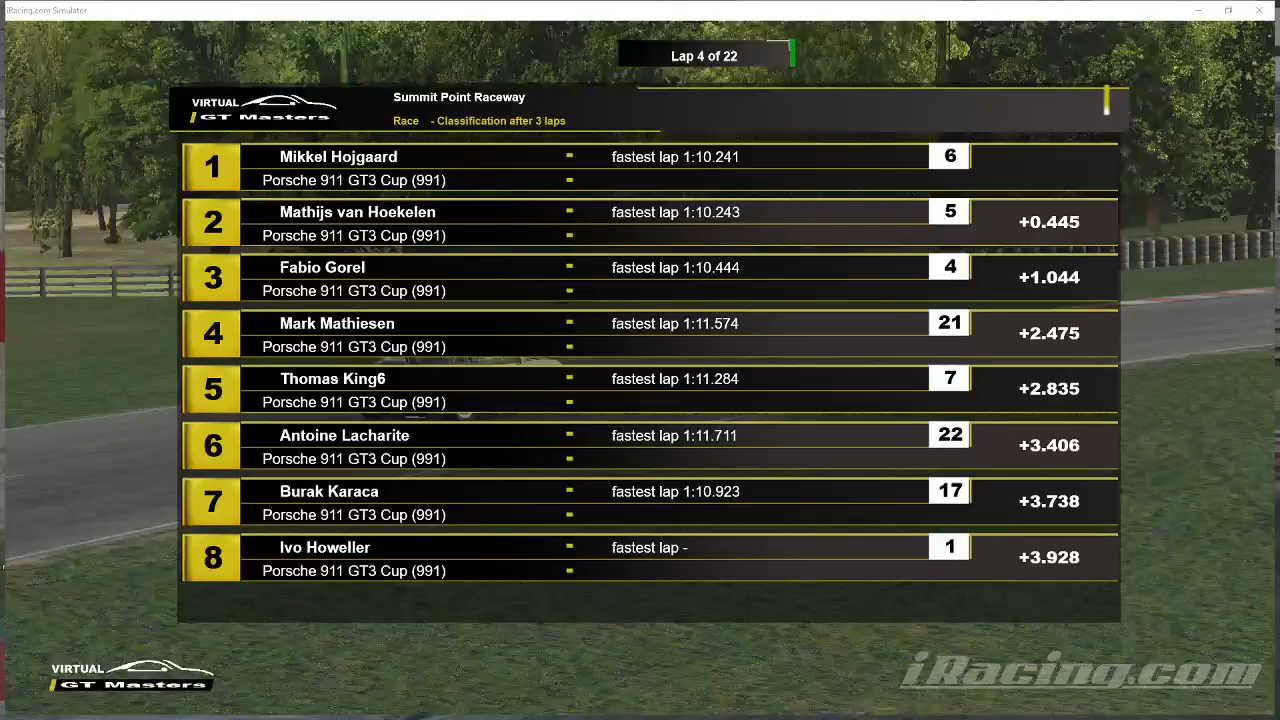 iRacing.com Simulator
Lap 4 of 22
VIRTUAL
GT Masters
Summit Point Raceway
Race - Classification after 3 laps
1 Mikkel Hojgaard - fastest lap 1:10.241 6
Porsche 911 GT3 Cup (991) -
2 Mathijs van Hoekelen - fastest lap 1:10.243 5 +0.445
Porsche 911 GT3 Cup (991) -
3 Fabio Gorel - fastest lap 1:10.444 4 +1.044
Porsche 911 GT3 Cup (991) -
4 Mark Mathiesen - fastest lap 1:11.574 21 +2.475
Porsche 911 GT3 Cup (991) -
5 Thomas King6 - fastest lap 1:11.284 7 +2.835
Porsche 911 GT3 Cup (991) -
6 Antoine Lacharite - fastest lap 1:11.711 22 +3.406
Porsche 911 GT3 Cup (991) -
7 Burak Karaca - fastest lap 1:10.923 17 +3.738
Porsche 911 GT3 Cup (991) -
8 Ivo Howeller - fastest lap - 1 +3.928
Porsche 911 GT3 Cup (991) -
VIRTUAL
GT Masters
iRacing.com